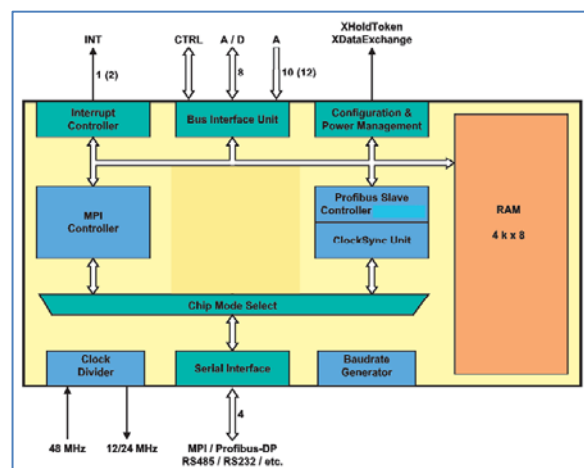 INT
CTRL
A / D
A
XHoldToken
XDataExchange
1 (2)
8
10 (12)
Interrupt
Controller
Bus Interface Unit
Configuration &
Power Management
MPI
Controller
Profibus Slave
Controller
ClockSync Unit
RAM
4 k x 8
Chip Mode Select
Clock
Divider
Serial Interface
Baudrate
Generator
4
48 MHz
12/24 MHz
MPI / Profibus-DP
RS485 / RS232 / etc.